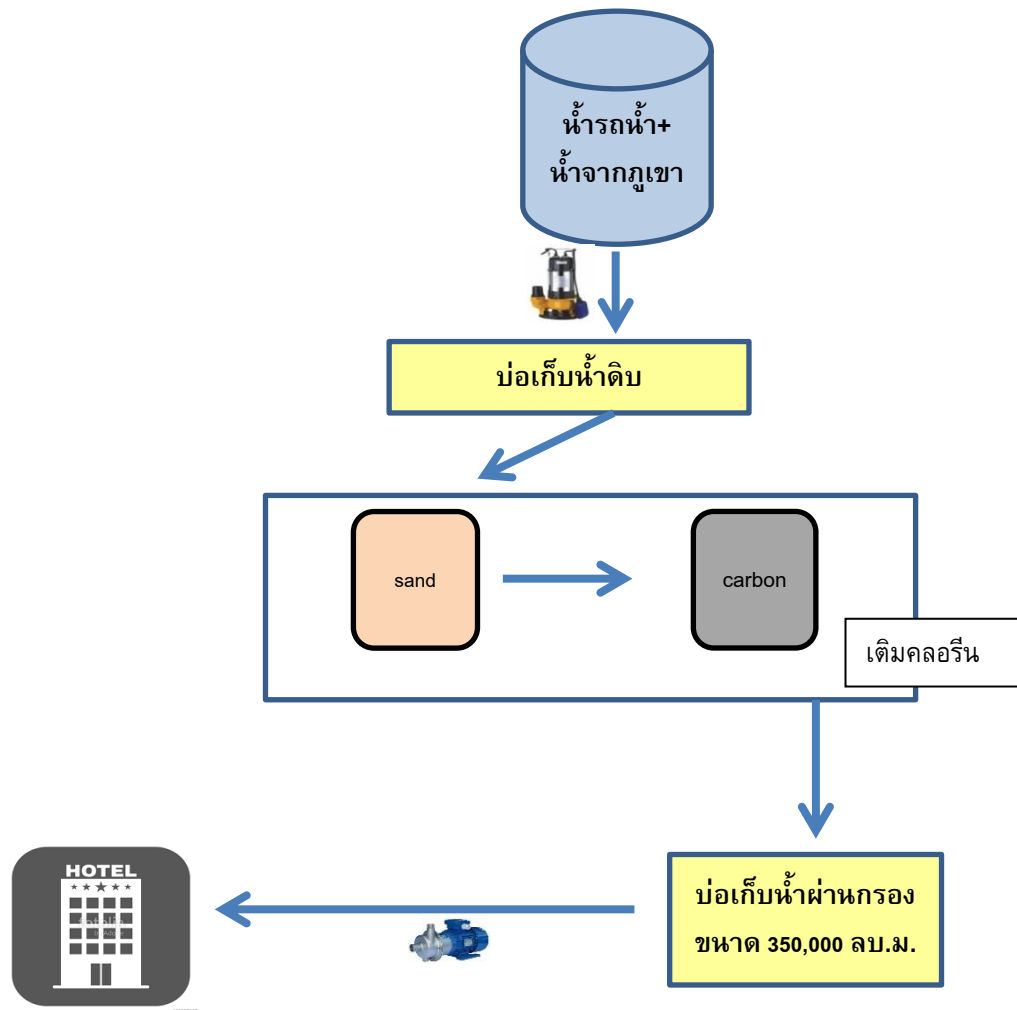 น้ำรถน้ำ+
น้ำจากภูเขา
บ่อเก็บน้ำดิบ
sand
carbon
เติมคลอรีน
บ่อเก็บน้ำผ่านกรอง
ขนาด 350,000 ลบ.ม.
HOTEL